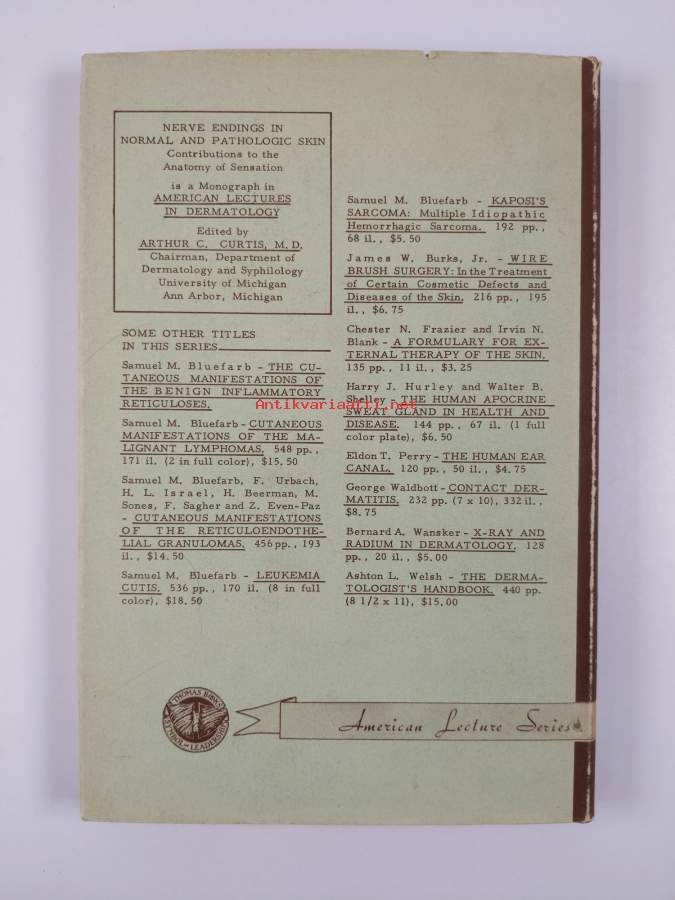 NERVE ENDINGS IN
NORMAL AND PATHOLOGIC SKIN
Contributions to the
Anatomy of Sensation
is a Monograph in
AMERICAN LECTURES
IN DERMATOLOGY
Edited by
ARTHUR C. CURTIS, M.D.
Chairman, Department of
Dermatology and Syphilology
University of Michigan
Ann Arbor, Michigan
SOME OTHER TITLES
IN THIS SERIES
Samuel M. Bluefarb - THE CU-
TANEOUS MANIFESTATIONS OF
THE BENIGN INFLAMMATORY
RETICULOSES.
Samuel M. Bluefarb - CUTANEOUS
MANIFESTATIONS OF THE MA-
LIGNANT LYMPHOMAS. 548 pp.,
171 il. (2 in full color), $15.50
Samuel M. Bluefarb, F. Urbach,
H. L. Israel, H. Beerman, M.
Sones, F. Sagher and Z. Even-Paz
- CUTANEOUS MANIFESTATIONS
OF THE RETICULOENDOTHE-
LIAL GRANULOMAS. 456 pp., 193
il., $14.50
Samuel M. Bluefarb - LEUKEMIA
CUTIS. 536 pp., 170 il. (8 in full
color), $18.50
Samuel M. Bluefarb - KAPOSI'S
SARCOMA: Multiple Idiopathic
Hemorrhagic Sarcoma. 192 pp.,
68 il., $5.50
James W. Burks, Jr. - WIRE
BRUSH SURGERY: In the Treatment
of Certain Cosmetic Defects and
Diseases of the Skin. 216 pp., 195
il., $6.75
Chester N. Frazier and Irvin N.
Blank - A FORMULARY FOR EX-
TERNAL THERAPY OF THE SKIN.
135 pp., 11 il., $3.25
Harry J. Hurley and Walter B.
Shelley - THE HUMAN APOCRINE
SWEAT GLAND IN HEALTH AND
DISEASE. 144 pp., 67 il. (1 full
color plate), $6.50
Eldon T. Perry - THE HUMAN EAR
CANAL. 120 pp., 50 il., $4.75
George Waldbott - CONTACT DER-
MATITIS. 232 pp. (7 x 10), 332 il.,
$8.75
Bernard A. Wansker - X-RAY AND
RADIUM IN DERMATOLOGY. 128
pp., 20 il., $5.00
Ashton L. Welsh - THE DERMA-
TOLOGIST'S HANDBOOK. 440 pp.
(8 1/2 x 11), $15.00
Antikvariaatti.net
THOMAS BOOKS
SYMBOL OF LEADERSHIP
American Lecture Series